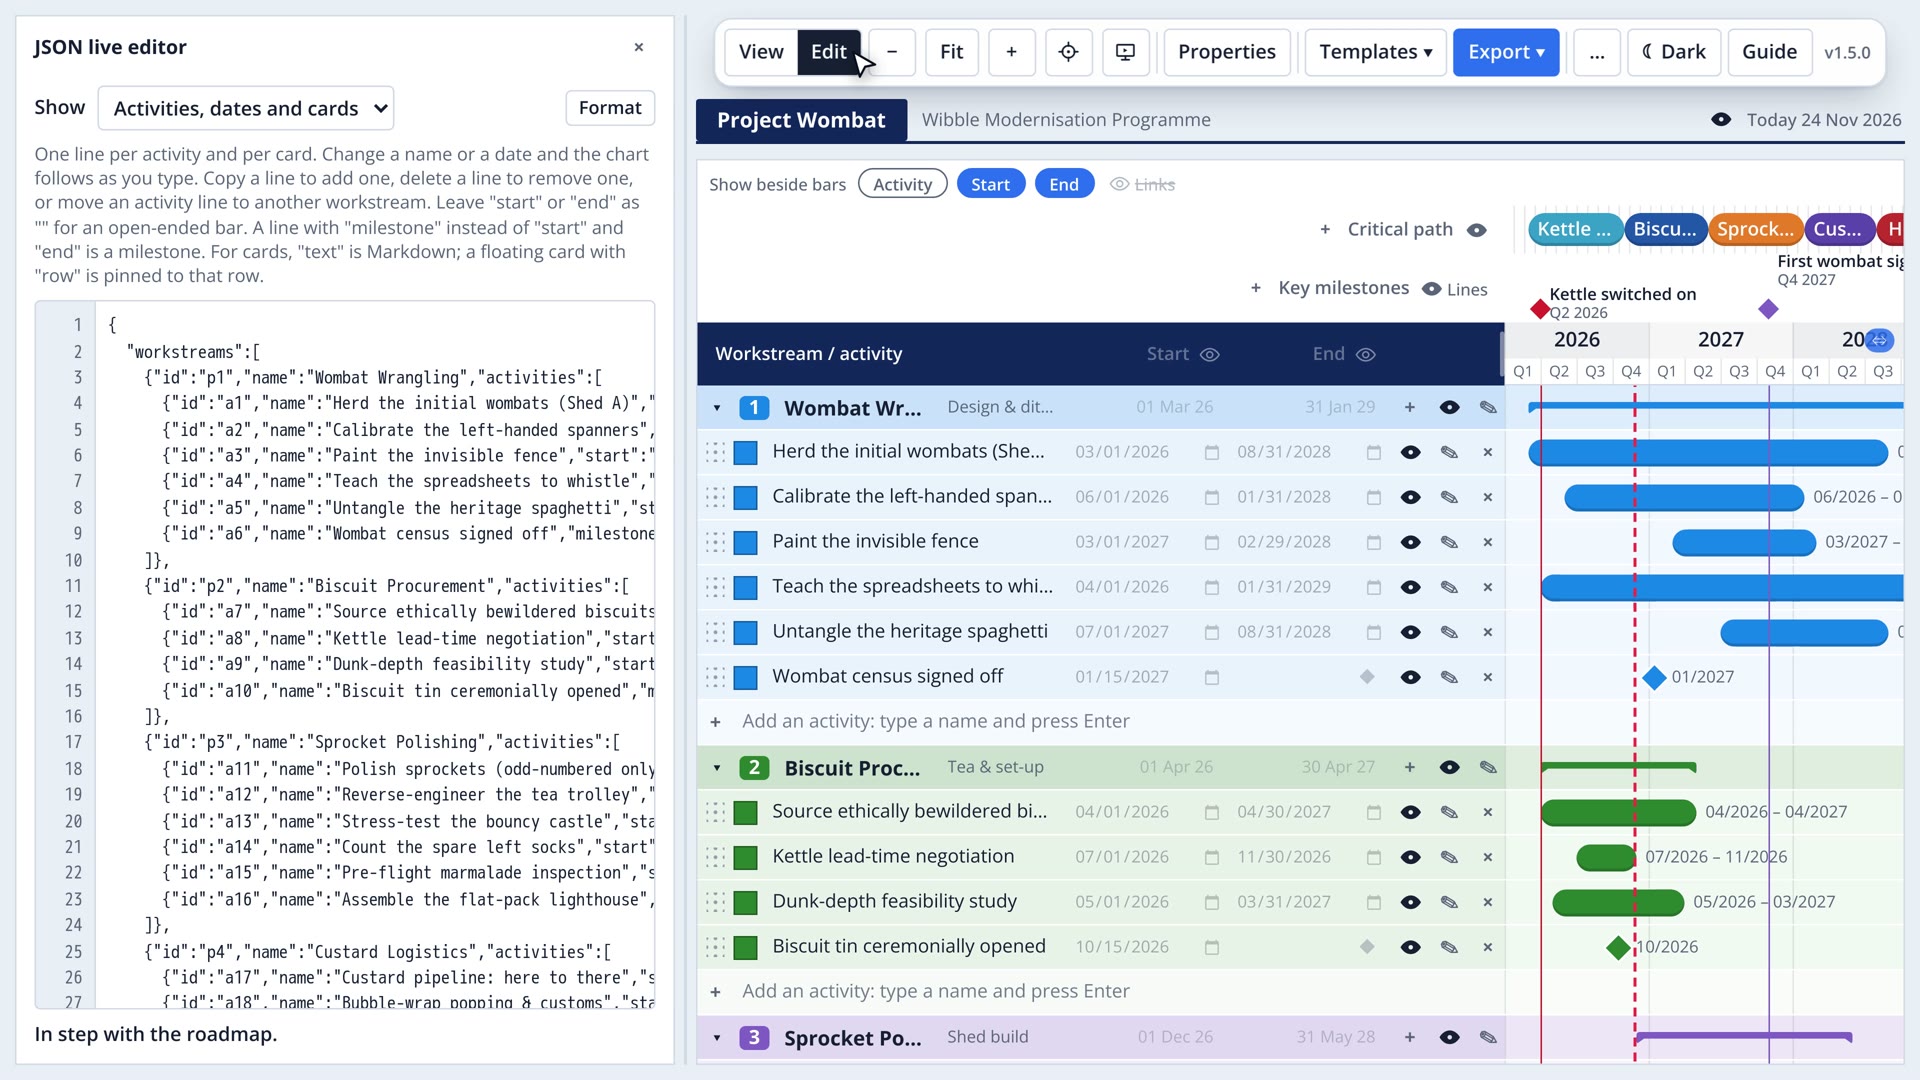 JSON live editor
×
Show
Activities, dates and cards
Format
One line per activity and per card. Change a name or a date and the chart
follows as you type. Copy a line to add one, delete a line to remove one,
or move an activity line to another workstream. Leave "start" or "end" as
"" for an open-ended bar. A line with "milestone" instead of "start" and
"end" is a milestone. For cards, "text" is Markdown; a floating card with
"row" is pinned to that row.
1 {
2 "workstreams":[
3 {"id":"p1","name":"Wombat Wrangling","activities":[
4 {"id":"a1","name":"Herd the initial wombats (Shed A)","
5 {"id":"a2","name":"Calibrate the left-handed spanners",
6 {"id":"a3","name":"Paint the invisible fence","start":"
7 {"id":"a4","name":"Teach the spreadsheets to whistle","
8 {"id":"a5","name":"Untangle the heritage spaghetti","st
9 {"id":"a6","name":"Wombat census signed off","milestone
10 ]},
11 {"id":"p2","name":"Biscuit Procurement","activities":[
12 {"id":"a7","name":"Source ethically bewildered biscuits
13 {"id":"a8","name":"Kettle lead-time negotiation","start
14 {"id":"a9","name":"Dunk-depth feasibility study","start
15 {"id":"a10","name":"Biscuit tin ceremonially opened","m
16 ]},
17 {"id":"p3","name":"Sprocket Polishing","activities":[
18 {"id":"a11","name":"Polish sprockets (odd-numbered only
19 {"id":"a12","name":"Reverse-engineer the tea trolley","
20 {"id":"a13","name":"Stress-test the bouncy castle","sta
21 {"id":"a14","name":"Count the spare left socks","start"
22 {"id":"a15","name":"Pre-flight marmalade inspection","s
23 {"id":"a16","name":"Assemble the flat-pack lighthouse",
24 ]},
25 {"id":"p4","name":"Custard Logistics","activities":[
26 {"id":"a17","name":"Custard pipeline: here to there","s
27 {"id":"a18","name":"Bubble-wrap popping & customs","sta
In step with the roadmap.
View Edit − Fit + Properties Templates ▾ Export ▾ ... Dark Guide v1.5.0
Project Wombat Wibble Modernisation Programme Today 24 Nov 2026
Show beside bars Activity Start End Links
+ Critical path Kettle ... Biscu... Sprock... Cus... H
First wombat sig
Q4 2027
+ Key milestones Lines
Kettle switched on
Q2 2026
Workstream / activity Start End 2026 2027
Q1 Q2 Q3 Q4 Q1 Q2 Q3 Q4 Q1 Q2 Q3
▾ 1 Wombat Wr... Design & dit... 01 Mar 26 31 Jan 29 +
Herd the initial wombats (She... 03/01/2026 08/31/2028 ×
Calibrate the left-handed span... 06/01/2026 01/31/2028 × 06/2026 – 0
Paint the invisible fence 03/01/2027 02/29/2028 × 03/2027 –
Teach the spreadsheets to whi... 04/01/2026 01/31/2029 ×
Untangle the heritage spaghetti 07/01/2027 08/31/2028 ×
Wombat census signed off 01/15/2027 × 01/2027
+ Add an activity: type a name and press Enter
▾ 2 Biscuit Proc... Tea & set-up 01 Apr 26 30 Apr 27 +
Source ethically bewildered bi... 04/01/2026 04/30/2027 × 04/2026 – 04/2027
Kettle lead-time negotiation 07/01/2026 11/30/2026 × 07/2026 – 11/2026
Dunk-depth feasibility study 05/01/2026 03/31/2027 × 05/2026 – 03/2027
Biscuit tin ceremonially opened 10/15/2026 × 10/2026
+ Add an activity: type a name and press Enter
▾ 3 Sprocket Po... Shed build 01 Dec 26 31 May 28 +